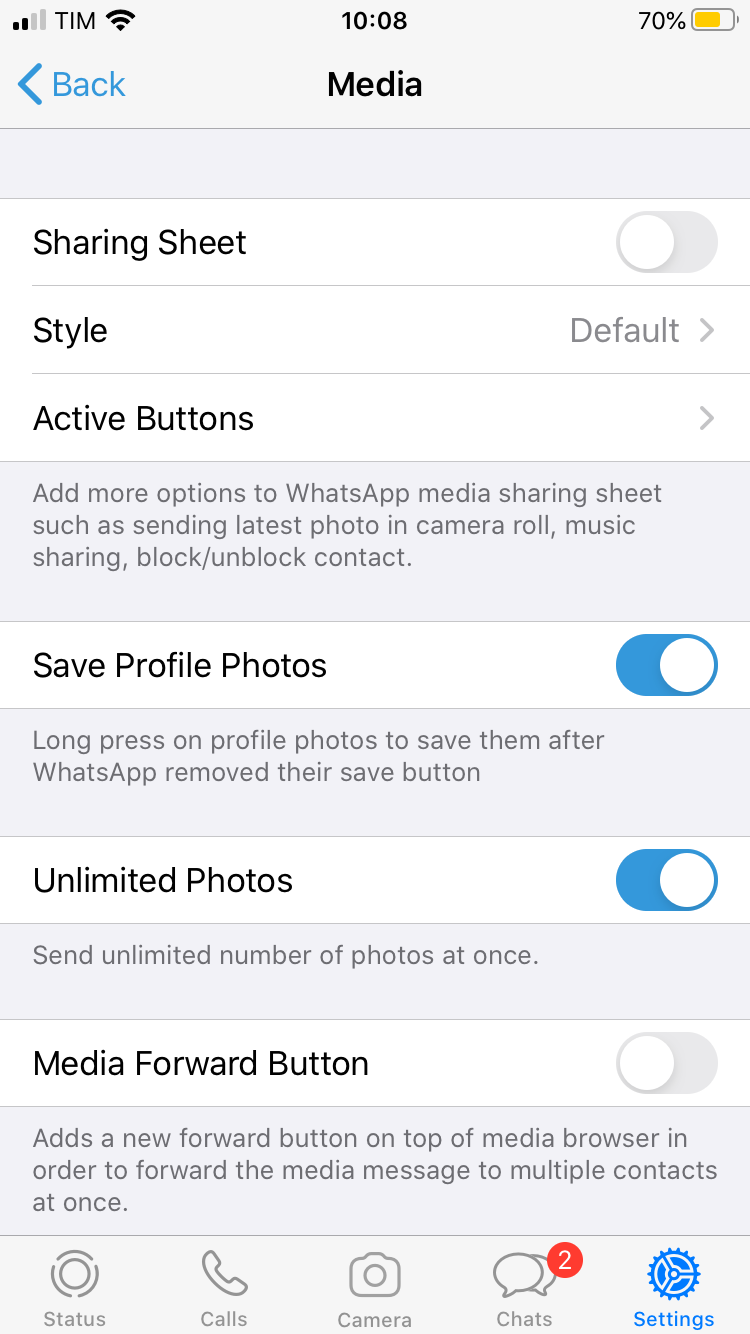 TIM 10:08 70%
Back Media
Sharing Sheet
Style Default
Active Buttons
Add more options to WhatsApp media sharing sheet
such as sending latest photo in camera roll, music
sharing, block/unblock contact.
Save Profile Photos
Long press on profile photos to save them after
WhatsApp removed their save button
Unlimited Photos
Send unlimited number of photos at once.
Media Forward Button
Adds a new forward button on top of media browser in
order to forward the media message to multiple contacts
at once.
2
Status Calls Camera Chats Settings